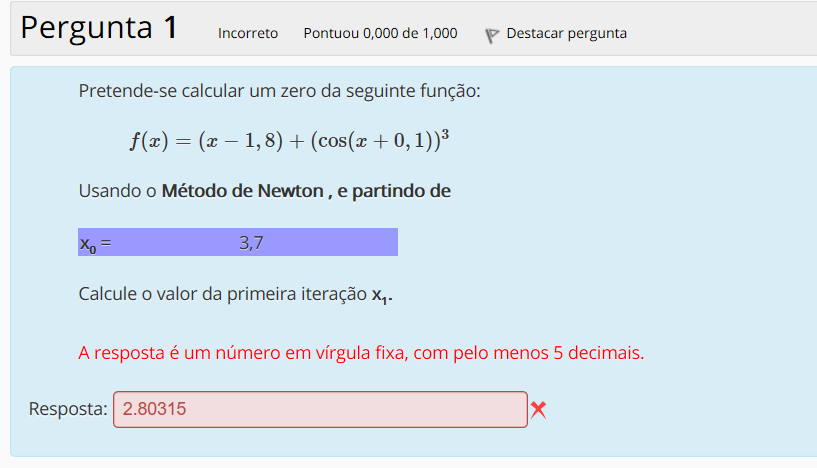 Pergunta 1 Incorreto Pontuou 0,000 de 1,000 Destacar pergunta
Pretende-se calcular um zero da seguinte função:
f(x) = (x − 1, 8) + (cos(x + 0, 1))³
Usando o Método de Newton , e partindo de
x₀ = 3,7
Calcule o valor da primeira iteração x₁.
A resposta é um número em vírgula fixa, com pelo menos 5 decimais.
Resposta: 2.80315